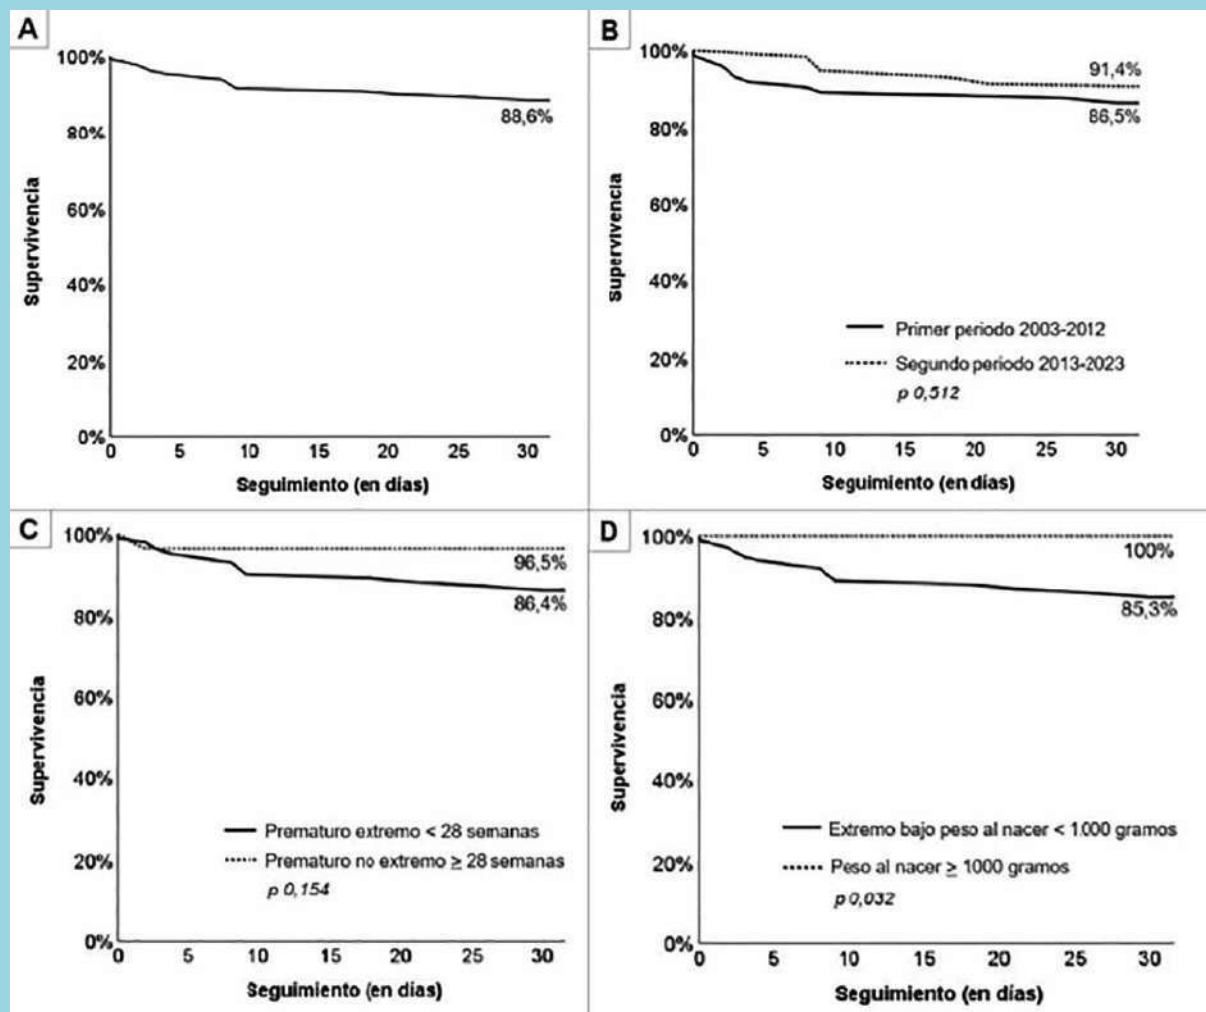 A
100%
80%
60%
40%
20%
0%
88,6%
Supervivencia
0 5 10 15 20 25 30
Seguimiento (en días)
B
100%
80%
60%
40%
20%
0%
91,4%
86,5%
Supervivencia
Primer periodo 2003-2012
Segundo periodo 2013-2023
p 0,512
0 5 10 15 20 25 30
Seguimiento (en días)
C
100%
80%
60%
40%
20%
0%
96,5%
86,4%
Supervivencia
Prematuro extremo < 28 semanas
Prematuro no extremo ≥ 28 semanas
p 0,154
0 5 10 15 20 25 30
Seguimiento (en días)
D
100%
80%
60%
40%
20%
0%
100%
85,3%
Supervivencia
Extremo bajo peso al nacer < 1000 gramos
Peso al nacer ≥ 1000 gramos
p 0,032
0 5 10 15 20 25 30
Seguimiento (en días)